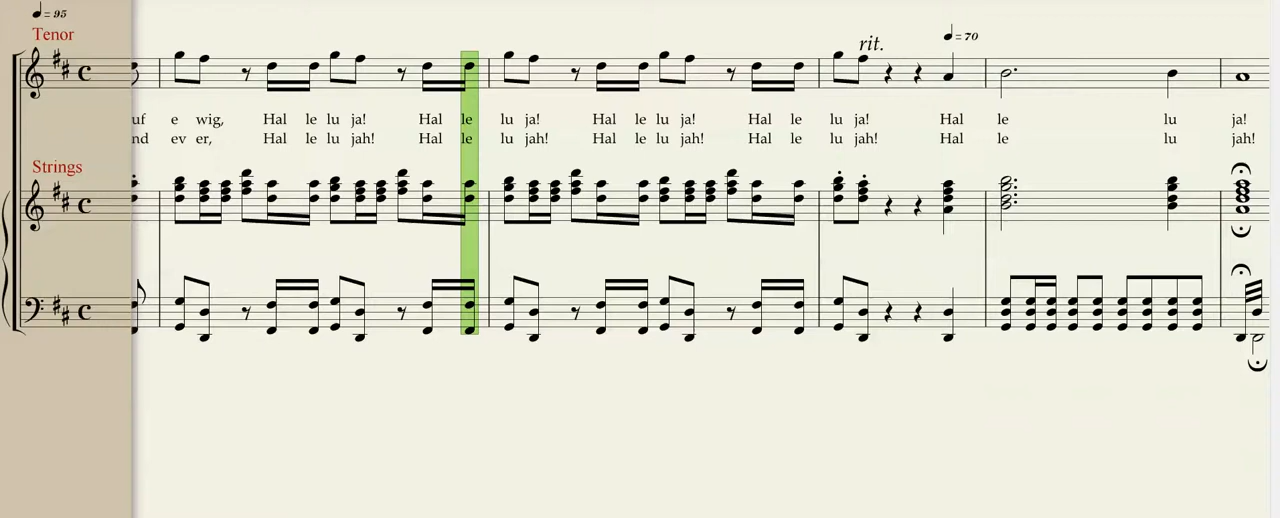 ♩= 95
Tenor
rit.
♩= 70
uf e wig, Hal le lu ja! Hal le lu ja! Hal le lu ja! Hal le lu ja! Hal le lu ja!
nd ev er, Hal le lu jah! Hal le lu jah! Hal le lu jah! Hal le lu jah! Hal le lu jah!
Strings